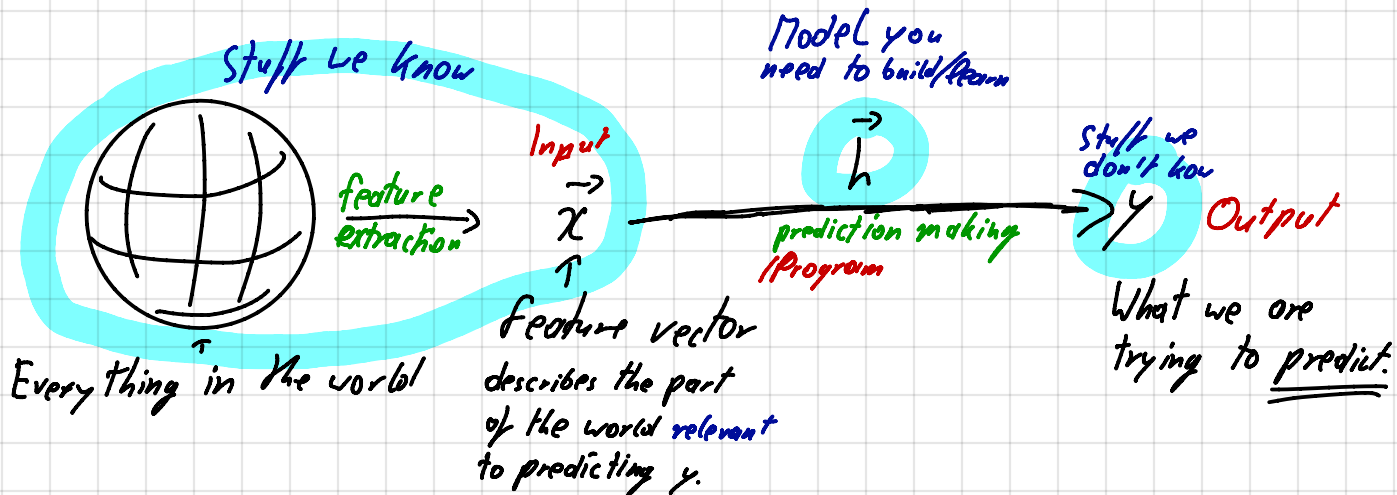 Stuff we know
Model you
need to build/learn
Input
Stuff we
don't kow
feature
extraction
x
h
y
Output
prediction making
/Program
Everything in the world
feature vector
describes the part
of the world relevant
to predicting y.
What we are
trying to predict.